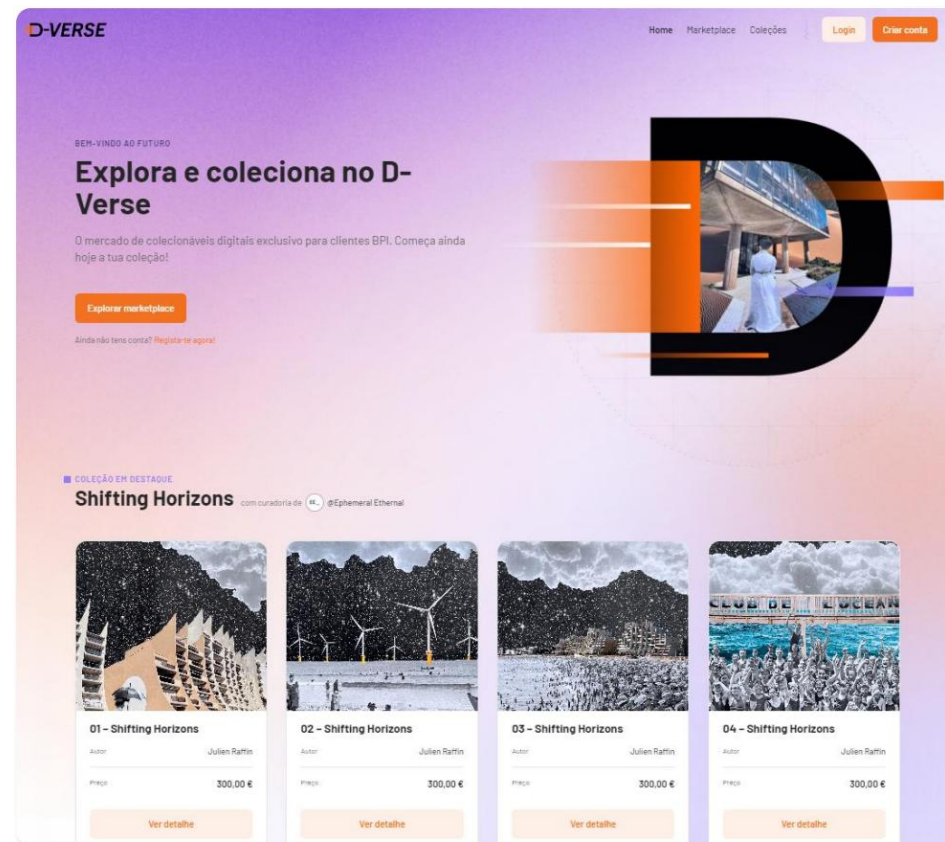 D-VERSE
Home Marketplace Coleções Login Criar conta
BEM-VINDO AO FUTURO
Explora e coleciona no D-
Verse
O mercado de colecionáveis digitais exclusivo para clientes BPI. Começa ainda
hoje a tua coleção!
Explorar marketplace
Ainda não tens conta? Regista-te agora!
COLEÇÃO EM DESTAQUE
Shifting Horizons com curadoria de @Ephemeral Ethernal
CLUB DE L'OCEAN
01 – Shifting Horizons
Autor Julien Raffin
Preço 300,00 €
Ver detalhe
02 – Shifting Horizons
Autor Julien Raffin
Preço 300,00 €
Ver detalhe
03 – Shifting Horizons
Autor Julien Raffin
Preço 300,00 €
Ver detalhe
04 – Shifting Horizons
Autor Julien Raffin
Preço 300,00 €
Ver detalhe